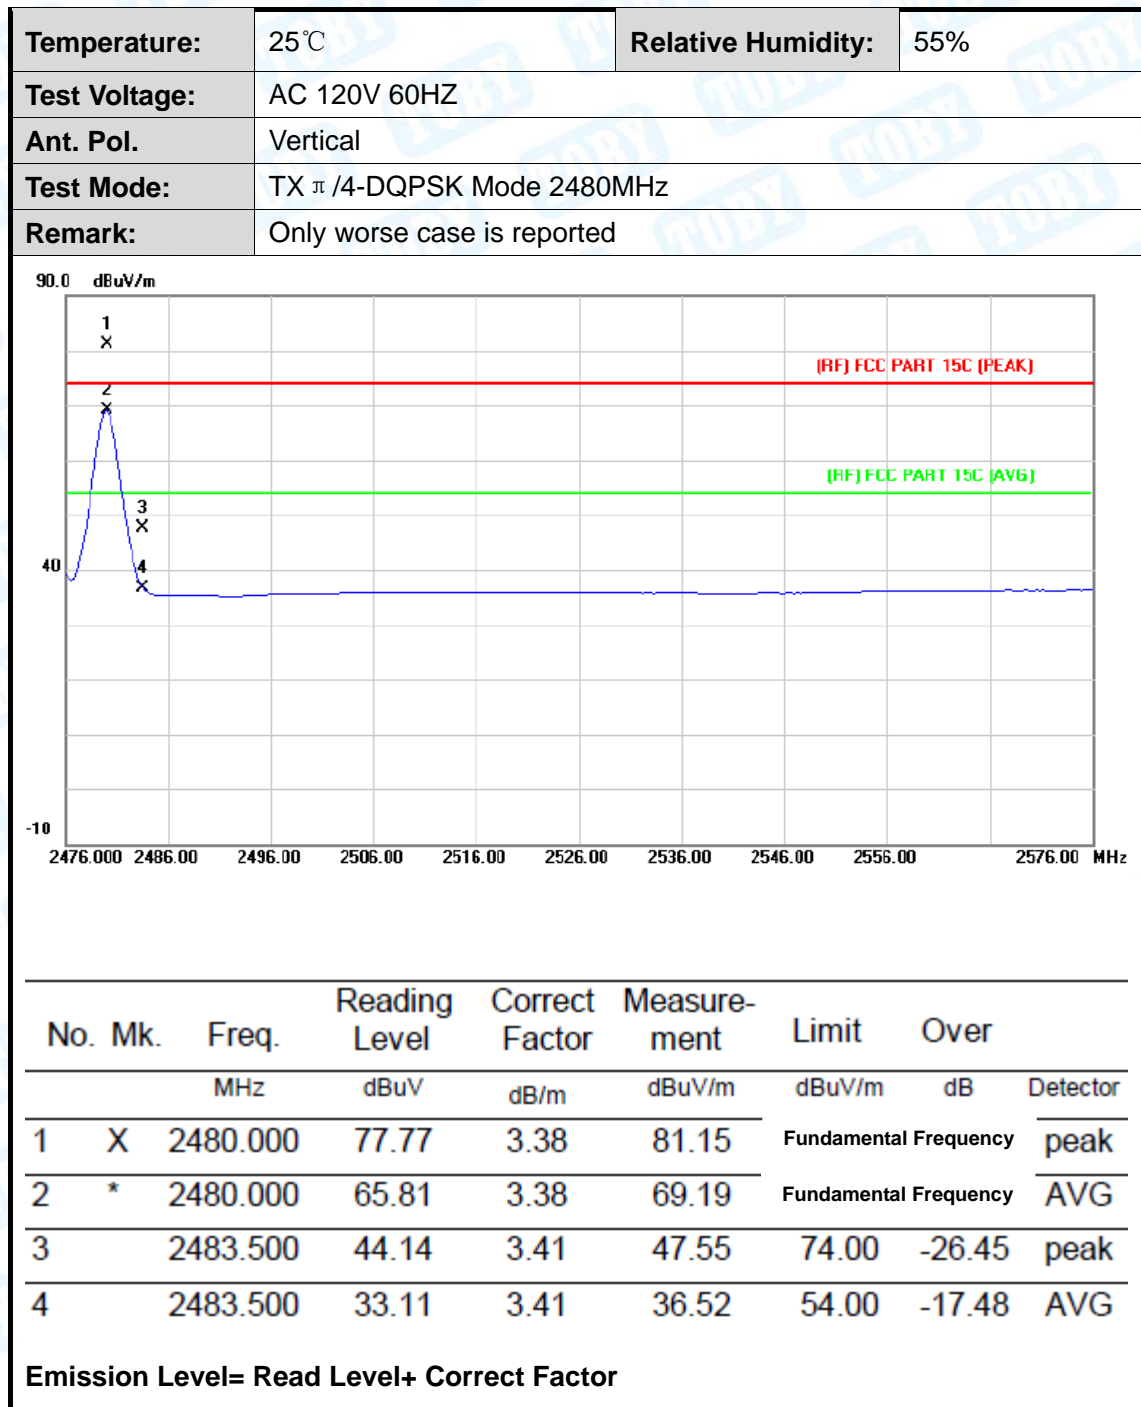 Temperature: 25℃ Relative Humidity: 55%
Test Voltage: AC 120V 60HZ
Ant. Pol. Vertical
Test Mode: TX π/4-DQPSK Mode 2480MHz
Remark: Only worse case is reported
90.0 dBuV/m
1
(RF) FCC PART 15C (PEAK)
2
(RF) FCC PART 15C (AVG)
3
40
4
-10
2476.000 2486.00 2496.00 2506.00 2516.00 2526.00 2536.00 2546.00 2556.00 2576.00 MHz
No. Mk. Freq. Reading Level Correct Factor Measure-ment Limit Over
MHz dBuV dB/m dBuV/m dBuV/m dB Detector
1 X 2480.000 77.77 3.38 81.15 Fundamental Frequency peak
2 * 2480.000 65.81 3.38 69.19 Fundamental Frequency AVG
3 2483.500 44.14 3.41 47.55 74.00 -26.45 peak
4 2483.500 33.11 3.41 36.52 54.00 -17.48 AVG
Emission Level= Read Level+ Correct Factor